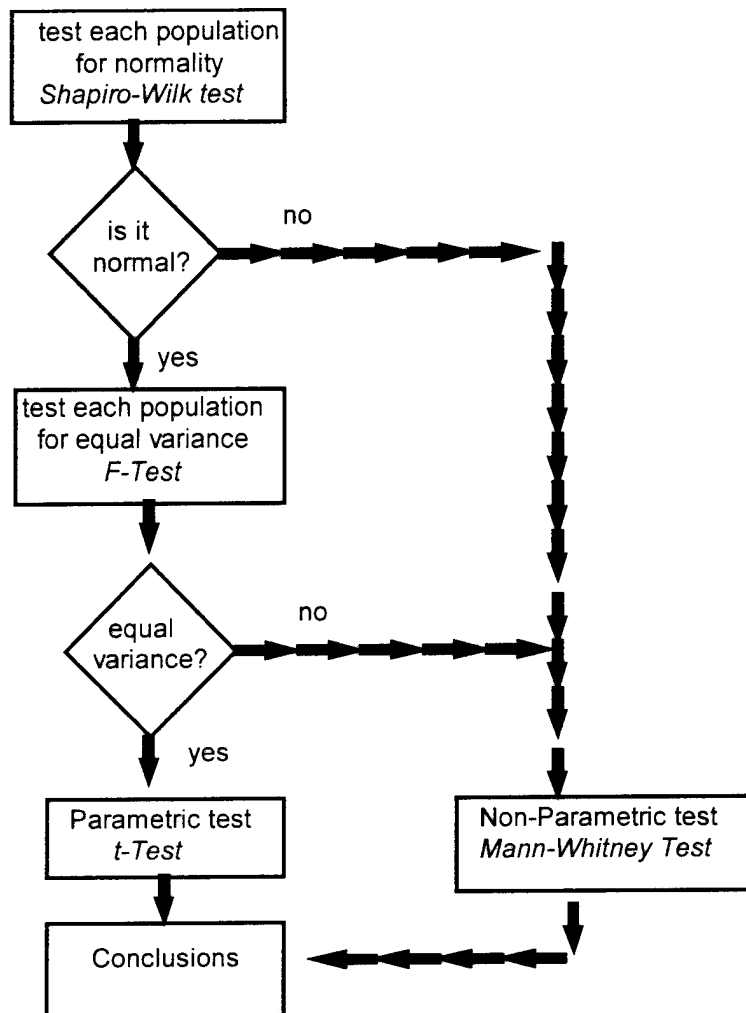 test each population
for normality
Shapiro-Wilk test
is it
normal?
no
yes
test each population
for equal variance
F-Test
equal
variance?
no
yes
Parametric test
t-Test
Non-Parametric test
Mann-Whitney Test
Conclusions